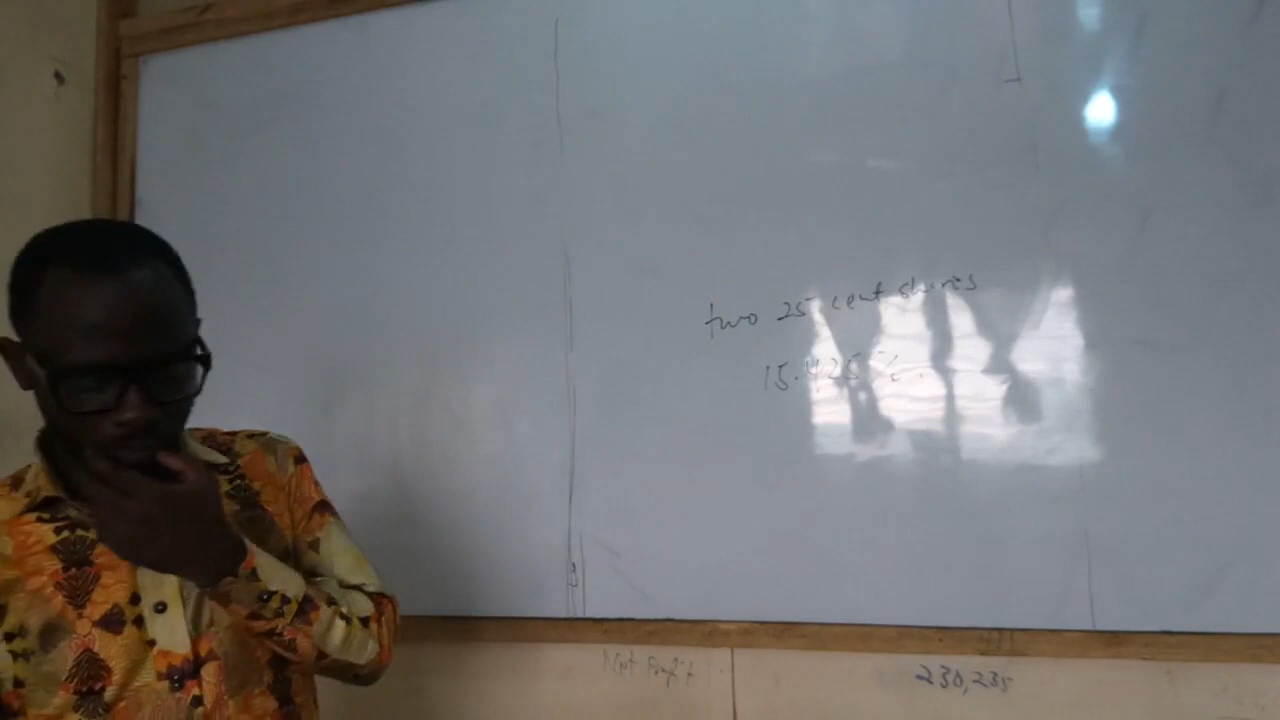 two 25 cent shares
15.425%.
Net Profit
230,235